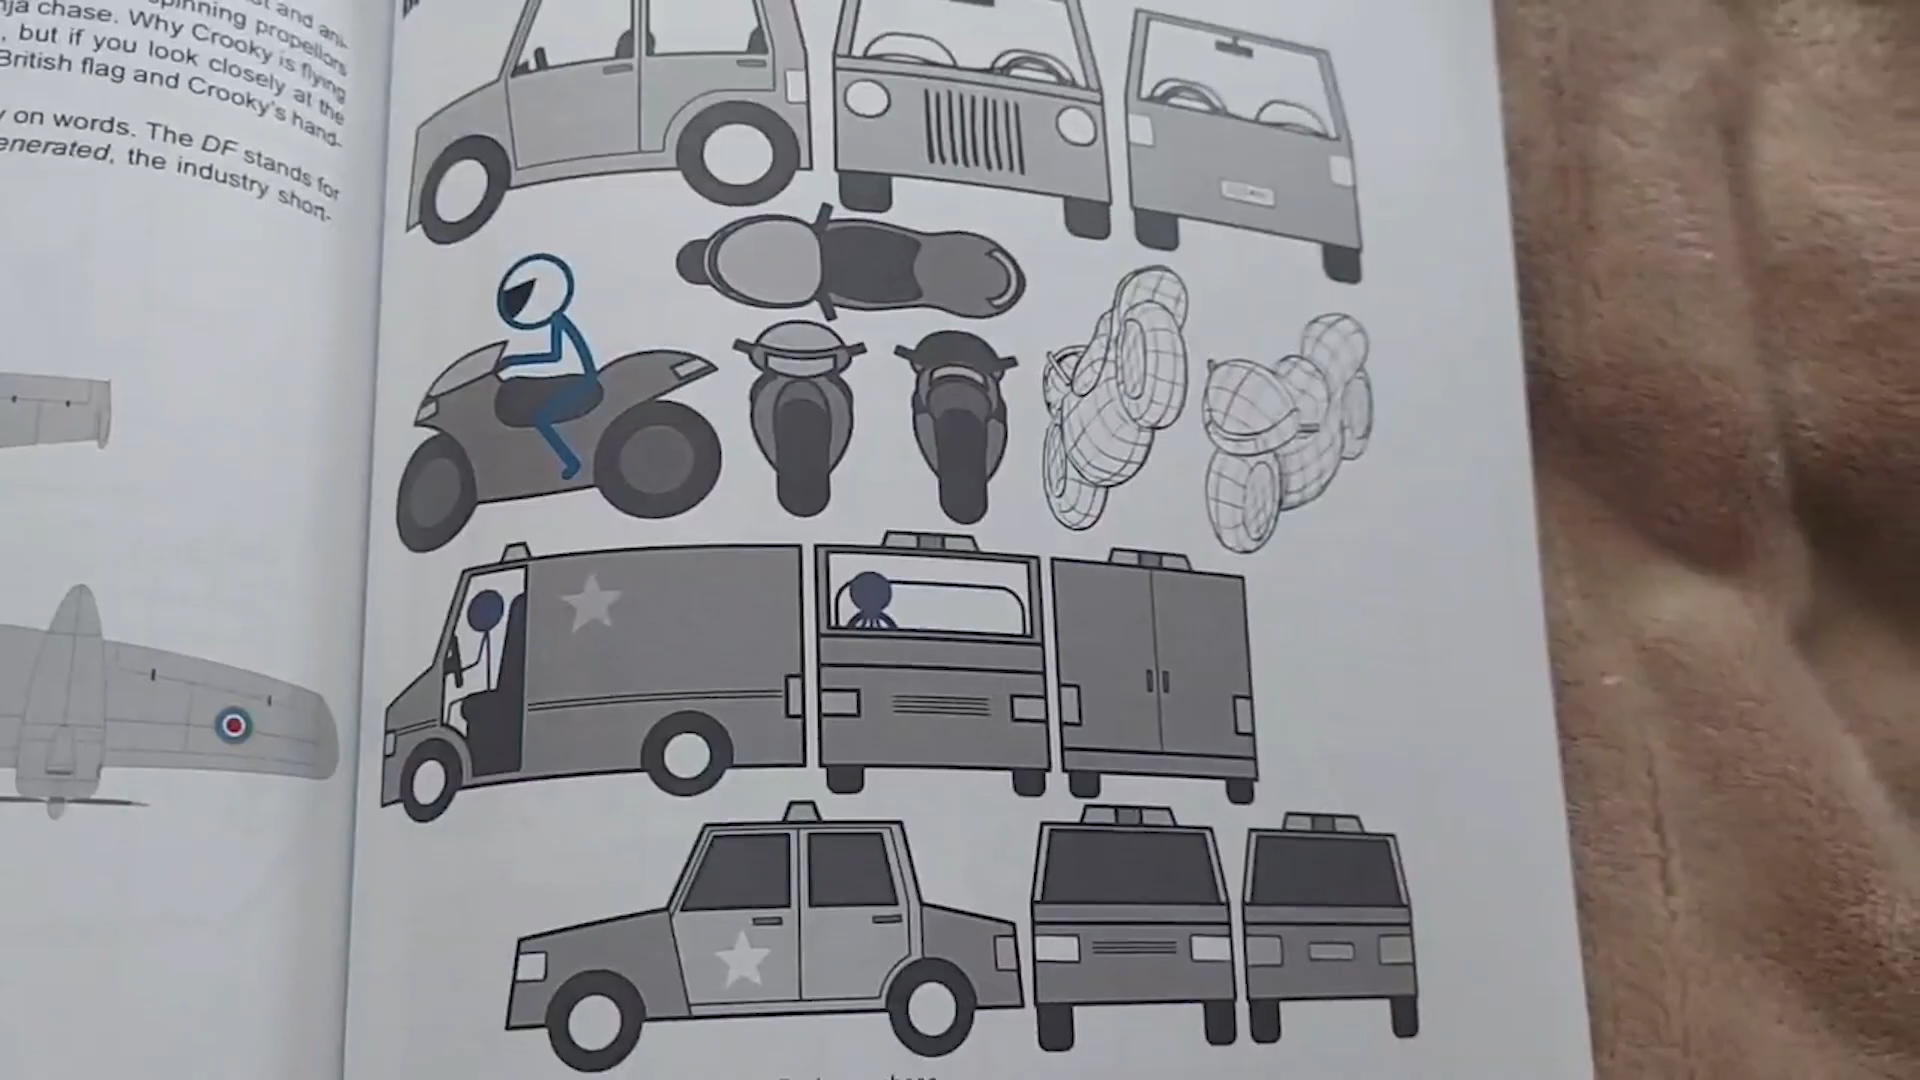 st and ani-
spinning propellors
nja chase. Why Crooky is flying
, but if you look closely at the
British flag and Crooky's hand-
y on words. The DF stands for
enerated, the industry short-